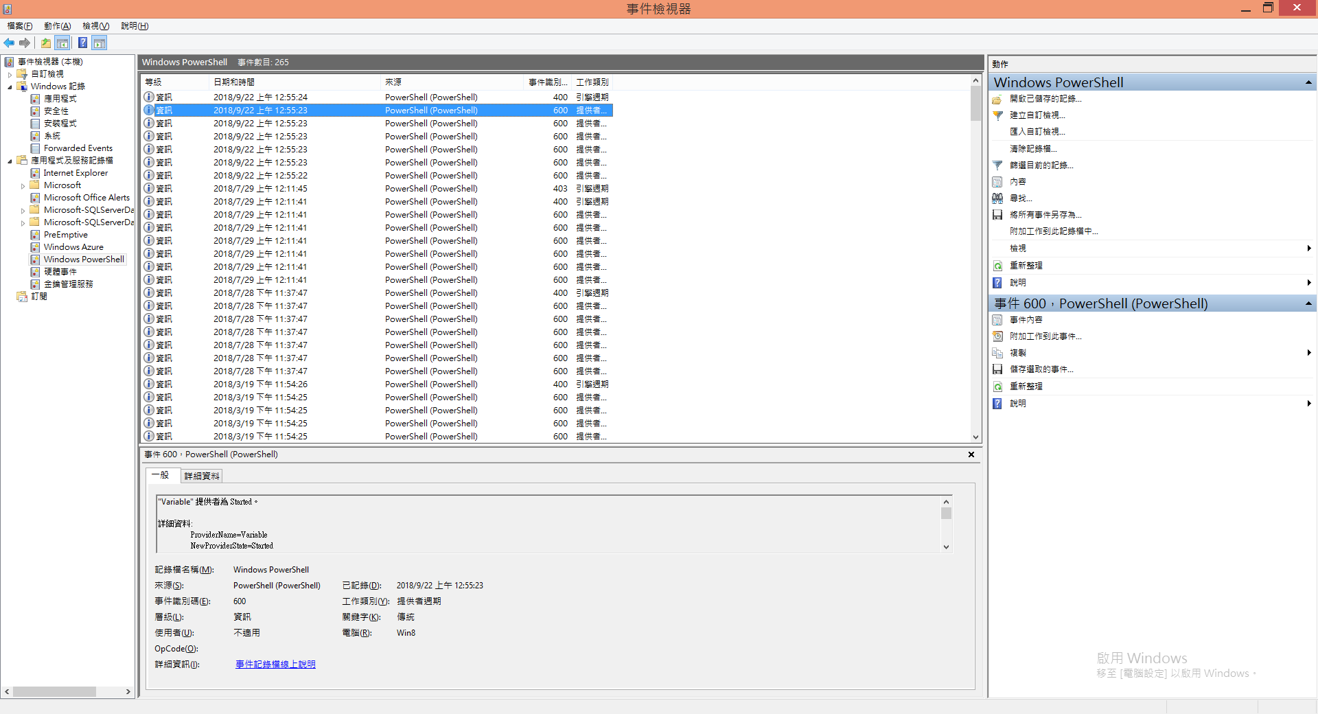 事件檢視器
檔案(F) 動作(A) 檢視(V) 說明(H)
事件檢視器 (本機)
自訂檢視
Windows 記錄
應用程式
安全性
安裝程式
系統
Forwarded Events
應用程式及服務記錄檔
Internet Explorer
Microsoft
Microsoft Office Alerts
Microsoft-SQLServerDa
Microsoft-SQLServerDa
PreEmptive
Windows Azure
Windows PowerShell
硬體事件
金鑰管理服務
訂閱
Windows PowerShell 事件數目: 265
等級 日期和時間 來源 事件識別... 工作類別
資訊 2018/9/22 上午 12:55:24 PowerShell (PowerShell) 400 引擎週期
資訊 2018/9/22 上午 12:55:23 PowerShell (PowerShell) 600 提供者...
資訊 2018/9/22 上午 12:55:23 PowerShell (PowerShell) 600 提供者...
資訊 2018/9/22 上午 12:55:23 PowerShell (PowerShell) 600 提供者...
資訊 2018/9/22 上午 12:55:23 PowerShell (PowerShell) 600 提供者...
資訊 2018/9/22 上午 12:55:23 PowerShell (PowerShell) 600 提供者...
資訊 2018/9/22 上午 12:55:22 PowerShell (PowerShell) 600 提供者...
資訊 2018/7/29 上午 12:11:45 PowerShell (PowerShell) 403 引擎週期
資訊 2018/7/29 上午 12:11:41 PowerShell (PowerShell) 400 引擎週期
資訊 2018/7/29 上午 12:11:41 PowerShell (PowerShell) 600 提供者...
資訊 2018/7/29 上午 12:11:41 PowerShell (PowerShell) 600 提供者...
資訊 2018/7/29 上午 12:11:41 PowerShell (PowerShell) 600 提供者...
資訊 2018/7/29 上午 12:11:41 PowerShell (PowerShell) 600 提供者...
資訊 2018/7/29 上午 12:11:41 PowerShell (PowerShell) 600 提供者...
資訊 2018/7/29 上午 12:11:41 PowerShell (PowerShell) 600 提供者...
資訊 2018/7/28 下午 11:37:47 PowerShell (PowerShell) 400 引擎週期
資訊 2018/7/28 下午 11:37:47 PowerShell (PowerShell) 600 提供者...
資訊 2018/7/28 下午 11:37:47 PowerShell (PowerShell) 600 提供者...
資訊 2018/7/28 下午 11:37:47 PowerShell (PowerShell) 600 提供者...
資訊 2018/7/28 下午 11:37:47 PowerShell (PowerShell) 600 提供者...
資訊 2018/7/28 下午 11:37:47 PowerShell (PowerShell) 600 提供者...
資訊 2018/7/28 下午 11:37:47 PowerShell (PowerShell) 600 提供者...
資訊 2018/3/19 下午 11:54:26 PowerShell (PowerShell) 400 引擎週期
資訊 2018/3/19 下午 11:54:25 PowerShell (PowerShell) 600 提供者...
資訊 2018/3/19 下午 11:54:25 PowerShell (PowerShell) 600 提供者...
資訊 2018/3/19 下午 11:54:25 PowerShell (PowerShell) 600 提供者...
資訊 2018/3/19 下午 11:54:25 PowerShell (PowerShell) 600 提供者...
事件 600，PowerShell (PowerShell)
一般 詳細資料
"Variable" 提供者為 Started。
詳細資料:
ProviderName=Variable
NewProviderState=Started
記錄檔名稱(M): Windows PowerShell
來源(S): PowerShell (PowerShell) 已記錄(D): 2018/9/22 上午 12:55:23
事件識別碼(E): 600 工作類別(Y): 提供者週期
層級(L): 資訊 關鍵字(K): 傳統
使用者(U): 不適用 電腦(R): Win8
OpCode(O):
詳細資訊(I): 事件記錄檔線上說明
動作
Windows PowerShell
開啟已儲存的記錄...
建立自訂檢視...
匯入自訂檢視...
清除記錄檔...
篩選目前的記錄...
內容
尋找...
將所有事件另存為...
附加工作到此記錄檔中...
檢視
重新整理
說明
事件 600，PowerShell (PowerShell)
事件內容
附加工作到此事件...
複製
儲存選取的事件...
重新整理
說明
啟用 Windows
移至 [電腦設定] 以啟用 Windows。